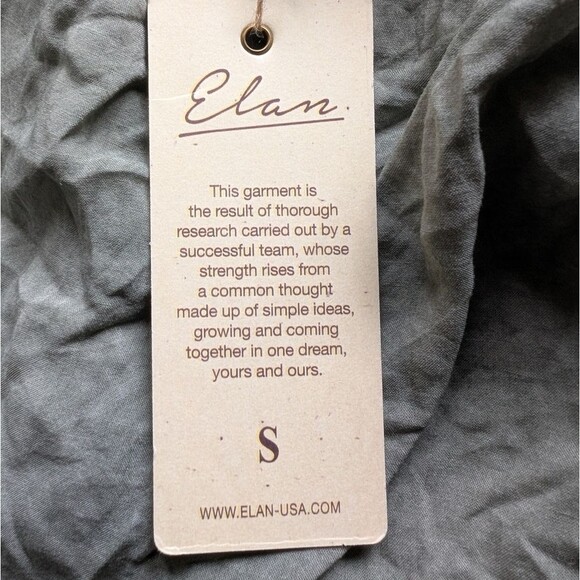 Elan.
This garment is
the result of thorough
research carried out by a
successful team, whose
strength rises from
a common thought
made up of simple ideas,
growing and coming
together in one dream,
yours and ours.
S
WWW.ELAN-USA.COM